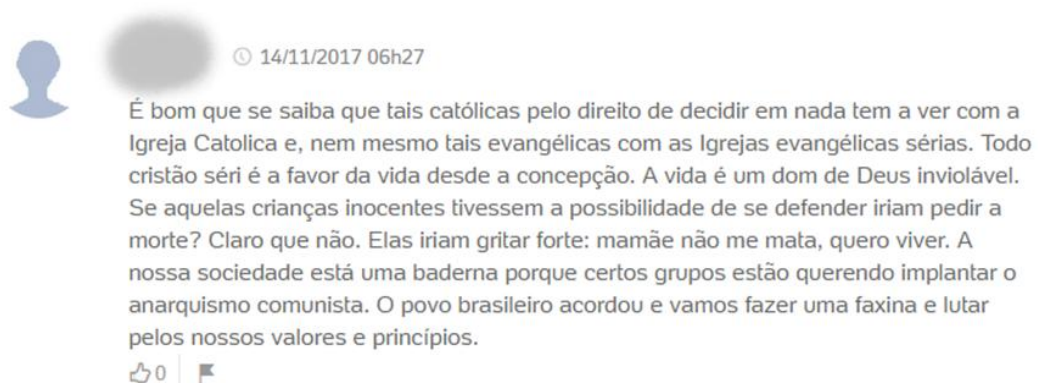 14/11/2017 06h27
É bom que se saiba que tais católicas pelo direito de decidir em nada tem a ver com a
Igreja Catolica e, nem mesmo tais evangélicas com as Igrejas evangélicas sérias. Todo
cristão séri é a favor da vida desde a concepção. A vida é um dom de Deus inviolável.
Se aquelas crianças inocentes tivessem a possibilidade de se defender iriam pedir a
morte? Claro que não. Elas iriam gritar forte: mamãe não me mata, quero viver. A
nossa sociedade está uma baderna porque certos grupos estão querendo implantar o
anarquismo comunista. O povo brasileiro acordou e vamos fazer uma faxina e lutar
pelos nossos valores e princípios.
0